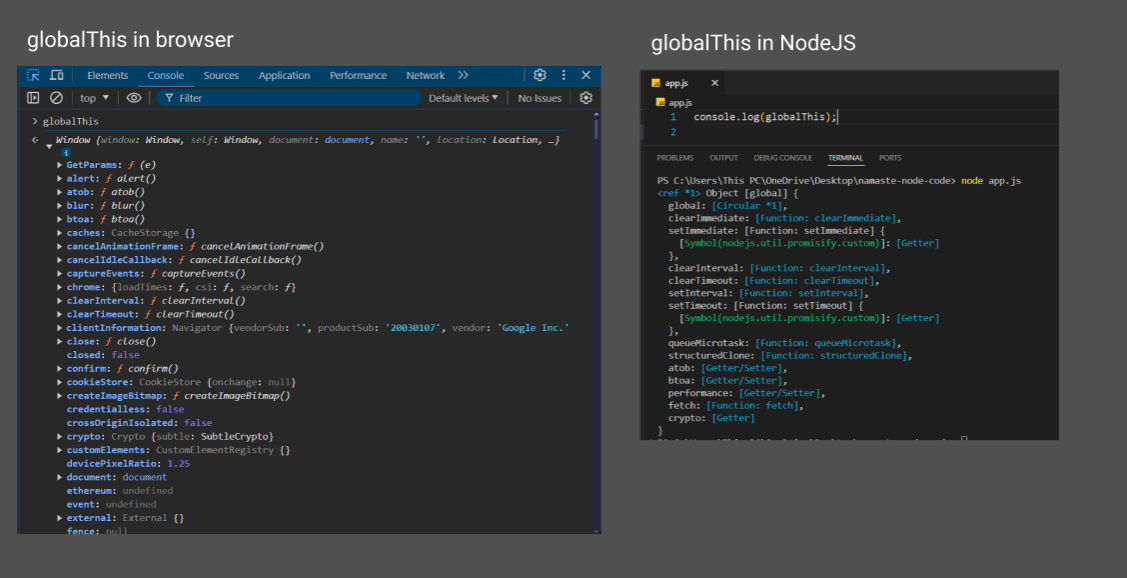 globalThis in browser
Elements Console Sources Application Performance Network
top Filter Default levels No Issues
> globalThis
Window {window: Window, self: Window, document: document, name: '', location: Location, …}
i
GetParams: ƒ (e)
alert: ƒ alert()
atob: ƒ atob()
blur: ƒ blur()
btoa: ƒ btoa()
caches: CacheStorage {}
cancelAnimationFrame: ƒ cancelAnimationFrame()
cancelIdleCallback: ƒ cancelIdleCallback()
captureEvents: ƒ captureEvents()
chrome: {loadTimes: ƒ, csi: ƒ, search: ƒ}
clearInterval: ƒ clearInterval()
clearTimeout: ƒ clearTimeout()
clientInformation: Navigator {vendorSub: '', productSub: '20030107', vendor: 'Google Inc.'
close: ƒ close()
closed: false
confirm: ƒ confirm()
cookieStore: CookieStore {onchange: null}
createImageBitmap: ƒ createImageBitmap()
credentialless: false
crossOriginIsolated: false
crypto: Crypto {subtle: SubtleCrypto}
customElements: CustomElementRegistry {}
devicePixelRatio: 1.25
document: document
ethereum: undefined
event: undefined
external: External {}
fence: null
globalThis in NodeJS
app.js
app.js
1 console.log(globalThis);
2
PROBLEMS OUTPUT DEBUG CONSOLE TERMINAL PORTS
PS C:\Users\This PC\OneDrive\Desktop\namaste-node-code> node app.js
<ref *1> Object [global] {
global: [Circular *1],
clearImmediate: [Function: clearImmediate],
setImmediate: [Function: setImmediate] {
[Symbol(nodejs.util.promisify.custom)]: [Getter]
},
clearInterval: [Function: clearInterval],
clearTimeout: [Function: clearTimeout],
setInterval: [Function: setInterval],
setTimeout: [Function: setTimeout] {
[Symbol(nodejs.util.promisify.custom)]: [Getter]
},
queueMicrotask: [Function: queueMicrotask],
structuredClone: [Function: structuredClone],
atob: [Getter/Setter],
btoa: [Getter/Setter],
performance: [Getter/Setter],
fetch: [Function: fetch],
crypto: [Getter]
}